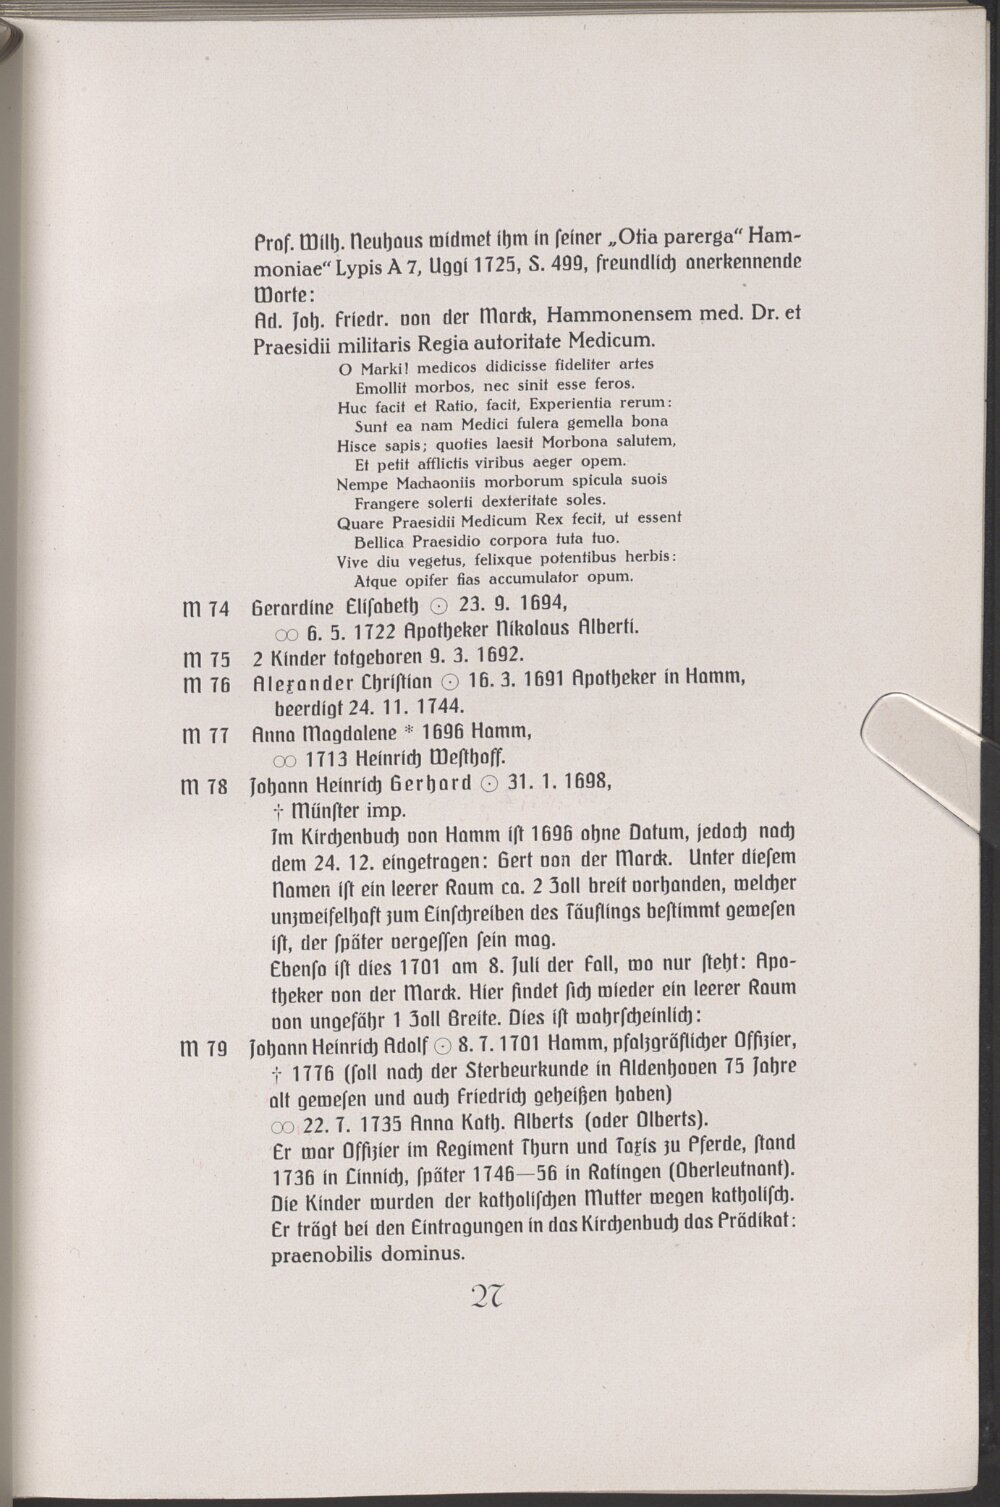 Prof. Wilh. Neuhaus widmet ihm in seiner „Otia parerga“ Ham-
moniae“ Lypis A 7, Uggi 1725, S. 499, freundlich anerkennende
Worte:
Ad. Joh. Friedr. von der Marck, Hammonensem med. Dr. et
Praesidii militaris Regia autoritate Medicum.
O Marki! medicos didicisse fideliter artes
Emollit morbos, nec sinit esse feros.
Huc facit et Ratio, facit, Experientia rerum:
Sunt ea nam Medici fulera gemella bona
Hisce sapis; quoties laesit Morbona salutem,
Et petit afflictis viribus aeger opem.
Nempe Machaoniis morborum spicula suois
Frangere solerti dexteritate soles.
Quare Praesidii Medicum Rex fecit, ut essent
Bellica Praesidio corpora tuta tuo.
Vive diu vegetus, felixque potentibus herbis:
Atque opifer fias accumulator opum.
M 74 Gerardine Elisabeth ⊙ 23. 9. 1694,
∞ 6. 5. 1722 Apotheker Nikolaus Alberti.
M 75 2 Kinder totgeboren 9. 3. 1692.
M 76 Alexander Christian ⊙ 16. 3. 1691 Apotheker in Hamm,
beerdigt 24. 11. 1744.
M 77 Anna Magdalene * 1696 Hamm,
∞ 1713 Heinrich Westhoff.
M 78 Johann Heinrich Gerhard ⊙ 31. 1. 1698,
† Münster imp.
Im Kirchenbuch von Hamm ist 1696 ohne Datum, jedoch nach
dem 24. 12. eingetragen: Gert von der Marck. Unter diesem
Namen ist ein leerer Raum ca. 2 Zoll breit vorhanden, welcher
unzweifelhaft zum Einschreiben des Täuflings bestimmt gewesen
ist, der später vergessen sein mag.
Ebenso ist dies 1701 am 8. Juli der Fall, wo nur steht: Apo-
theker von der Marck. Hier findet sich wieder ein leerer Raum
von ungefähr 1 Zoll Breite. Dies ist wahrscheinlich:
M 79 Johann Heinrich Adolf ⊙ 8. 7. 1701 Hamm, pfalzgräflicher Offizier,
† 1776 (soll nach der Sterbeurkunde in Aldenhoven 75 Jahre
alt gewesen und auch Friedrich geheißen haben)
∞ 22. 7. 1735 Anna Kath. Alberts (oder Olberts).
Er war Offizier im Regiment Thurn und Taxis zu Pferde, stand
1736 in Linnich, später 1746—56 in Ratingen (Oberleutnant).
Die Kinder wurden der katholischen Mutter wegen katholisch.
Er trägt bei den Eintragungen in das Kirchenbuch das Prädikat:
praenobilis dominus.
27